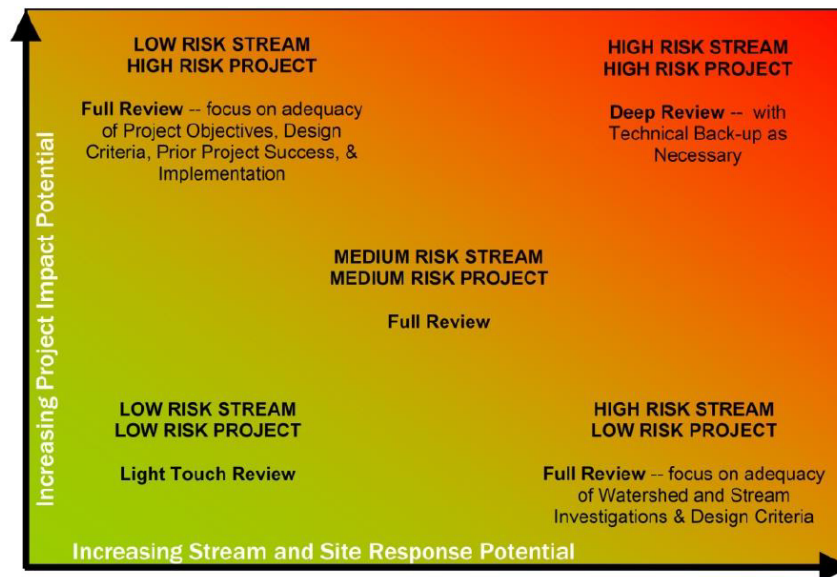 LOW RISK STREAM
HIGH RISK PROJECT
Full Review -- focus on adequacy
of Project Objectives, Design
Criteria, Prior Project Success, &
Implementation
HIGH RISK STREAM
HIGH RISK PROJECT
Deep Review -- with
Technical Back-up as
Necessary
MEDIUM RISK STREAM
MEDIUM RISK PROJECT
Full Review
LOW RISK STREAM
LOW RISK PROJECT
Light Touch Review
HIGH RISK STREAM
LOW RISK PROJECT
Full Review -- focus on adequacy
of Watershed and Stream
Investigations & Design Criteria
Increasing Project Impact Potential
Increasing Stream and Site Response Potential